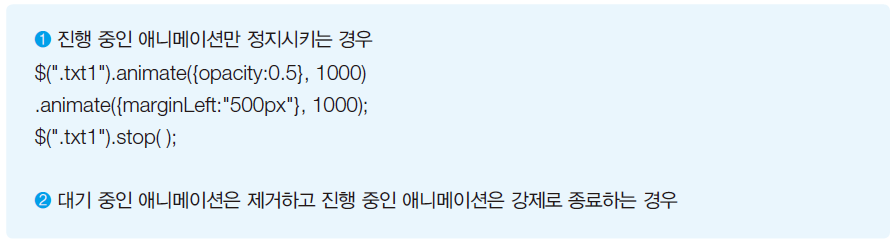 ❶ 진행 중인 애니메이션만 정지시키는 경우
$(".txt1").animate({opacity:0.5}, 1000)
.animate({marginLeft:"500px"}, 1000);
$(".txt1").stop( );
❷ 대기 중인 애니메이션은 제거하고 진행 중인 애니메이션은 강제로 종료하는 경우